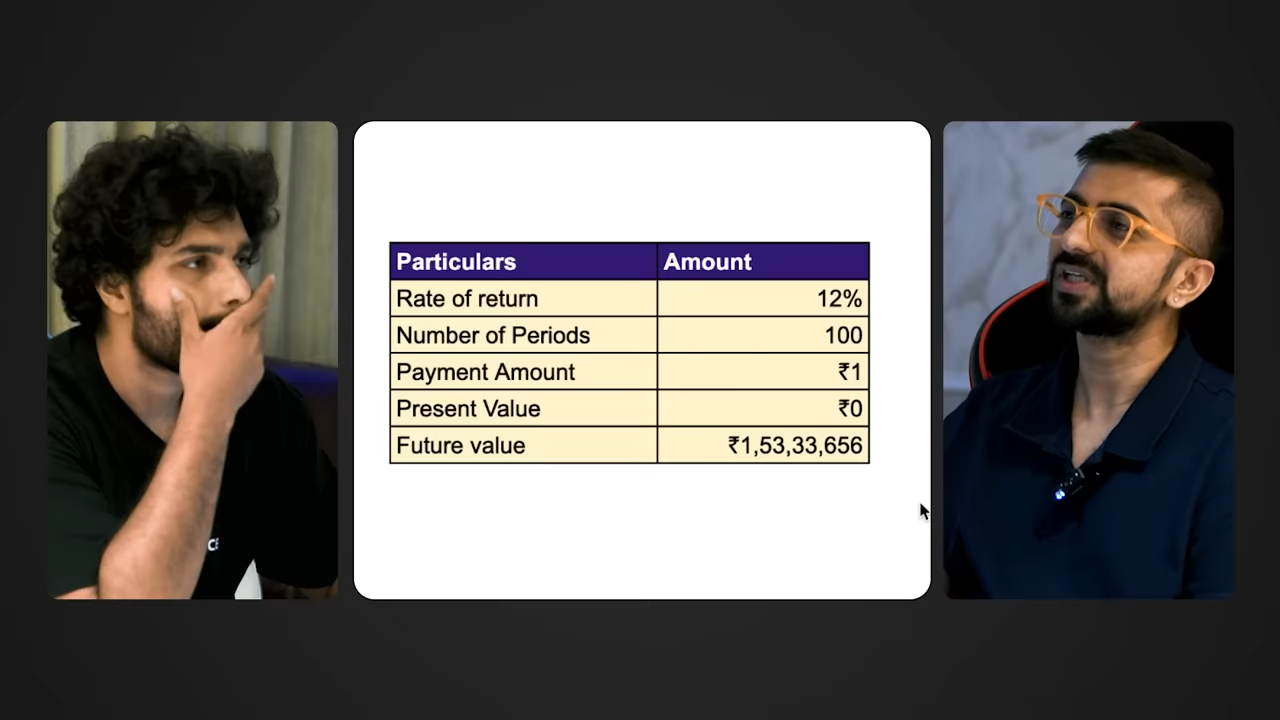 Particulars Amount
Rate of return 12%
Number of Periods 100
Payment Amount ₹1
Present Value ₹0
Future value ₹1,53,33,656
CE